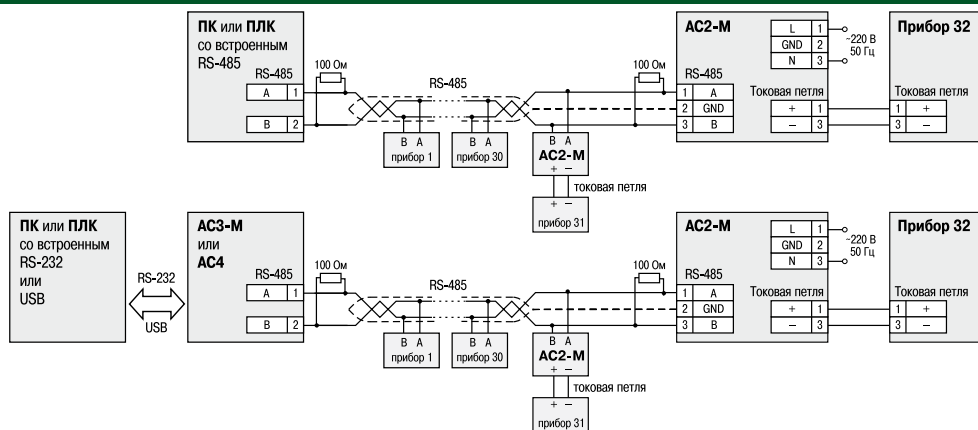 ПК или ПЛК
со встроенным
RS-485
RS-485
A 1
B 2
100 Ом
RS-485
B A
прибор 1
B A
прибор 30
B A
АС2-М
+ −
токовая петля
+ −
прибор 31
100 Ом
АС2-М
RS-485
1 A
2 GND
3 B
L 1
GND 2
N 3
~220 В
50 Гц
Токовая петля
+ 1
− 3
Прибор 32
Токовая петля
1 +
3 −
ПК или ПЛК
со встроенным
RS-232
или
USB
RS-232
USB
АС3-М
или
АС4
RS-485
A 1
B 2
100 Ом
RS-485
B A
прибор 1
B A
прибор 30
B A
АС2-М
+ −
токовая петля
+ −
прибор 31
100 Ом
АС2-М
RS-485
1 A
2 GND
3 B
L 1
GND 2
N 3
~220 В
50 Гц
Токовая петля
+ 1
− 3
Прибор 32
Токовая петля
1 +
3 −